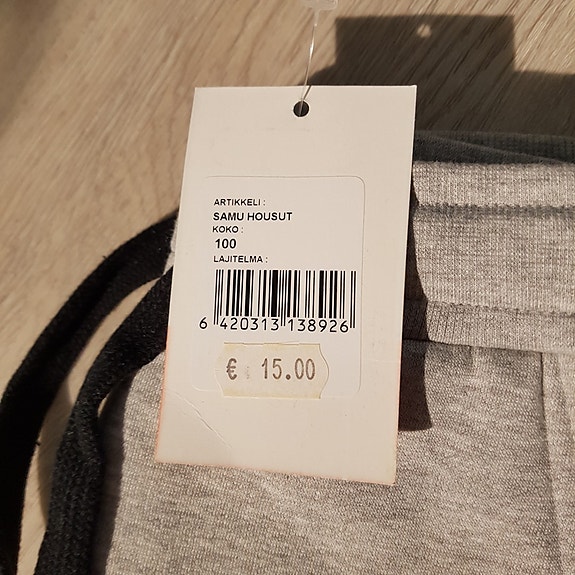 ARTIKKELI :
SAMU HOUSUT
KOKO :
100
LAJITELMA :
6 420313 138926
€ 15.00